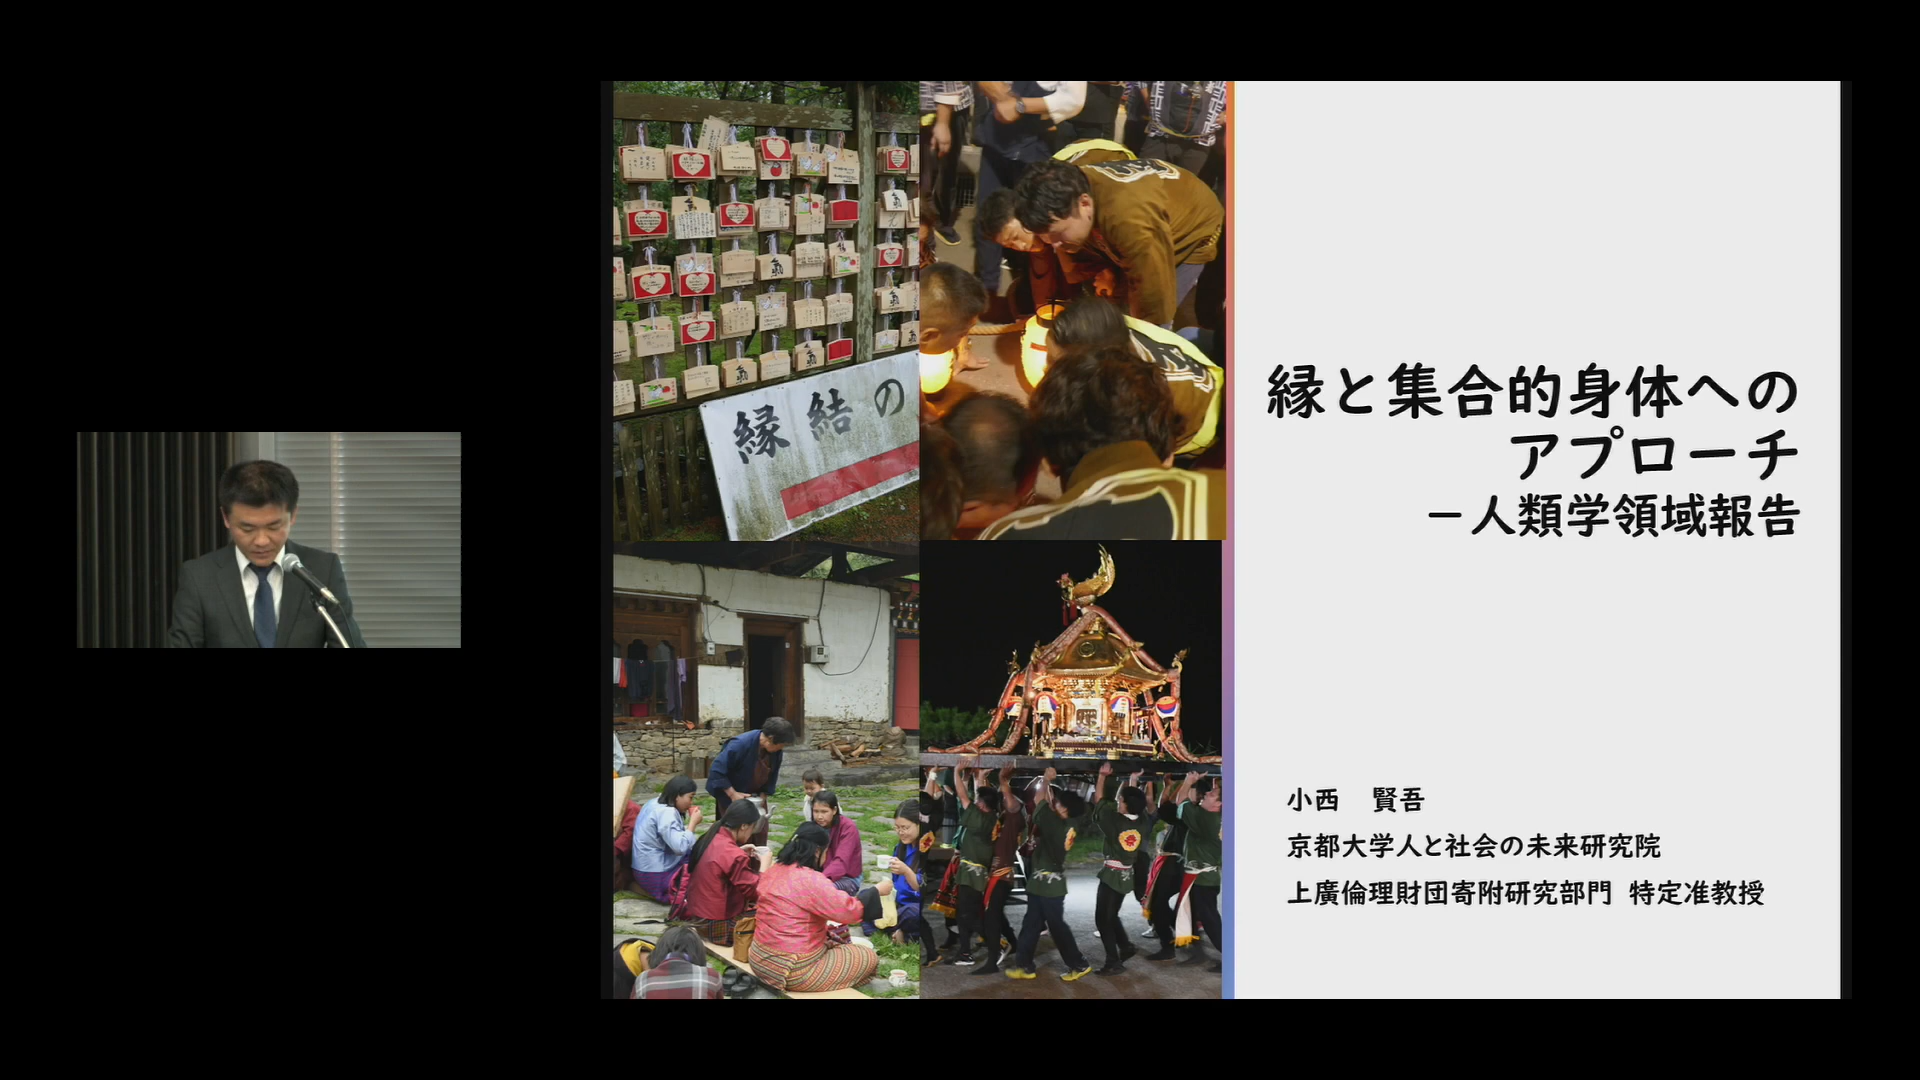 縁結の
縁と集合的身体への
アプローチ
－人類学領域報告
小西　賢吾
京都大学人と社会の未来研究院
上廣倫理財団寄附研究部門 特定准教授